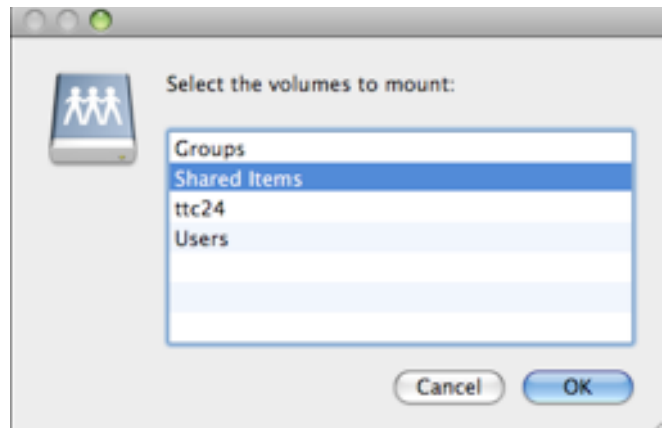 Select the volumes to mount:
Groups
Shared Items
ttc24
Users
Cancel
OK